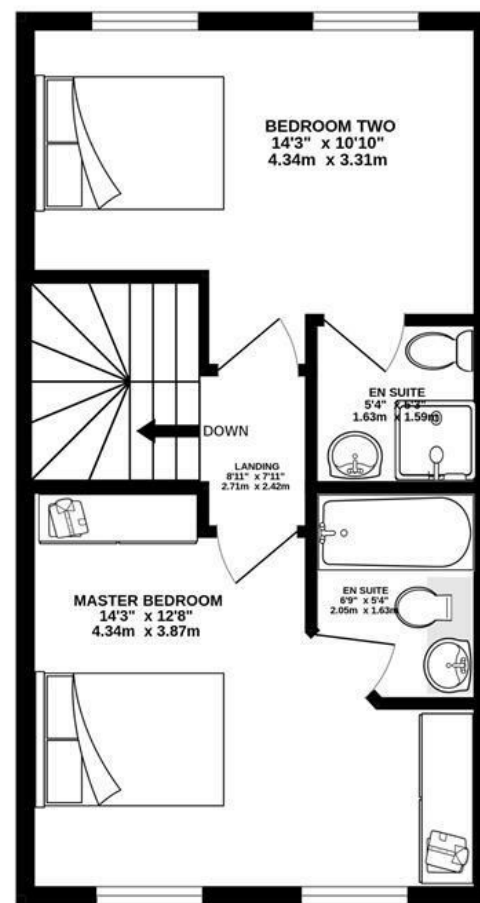 BEDROOM TWO
14'3" x 10'10"
4.34m x 3.31m
EN SUITE
5'4" x 5'3"
1.63m x 1.59m
DOWN
LANDING
8'11" x 7'11"
2.71m x 2.42m
EN SUITE
6'9" x 5'4"
2.05m x 1.63m
MASTER BEDROOM
14'3" x 12'8"
4.34m x 3.87m